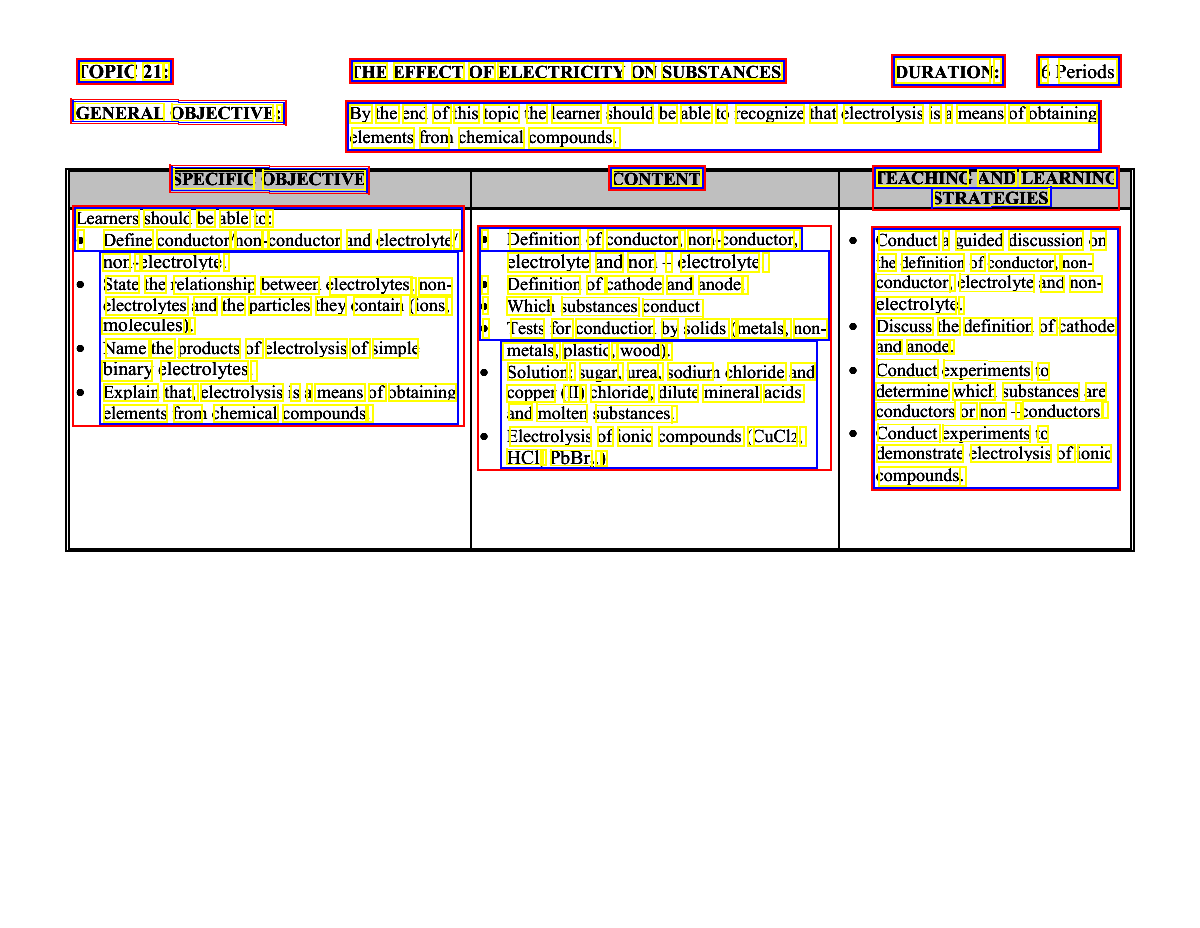 TOPIC 21: THE EFFECT OF ELECTRICITY ON SUBSTANCES DURATION: 6 Periods
GENERAL OBJECTIVE: By the end of this topic the learner should be able to recognize that electrolysis is a means of obtaining
elements from chemical compounds.
SPECIFIC OBJECTIVE
Learners should be able to:
• Define conductor/non-conductor and electrolyte/
non -electrolyte.
• State the relationship between electrolytes, non-
electrolytes and the particles they contain (ions,
molecules).
• Name the products of electrolysis of simple
binary electrolytes
• Explain that, electrolysis is a means of obtaining
elements from chemical compounds
CONTENT
• Definition of conductor, non-conductor,
electrolyte and non – electrolyte
• Definition of cathode and anode
• Which substances conduct
• Tests for conduction by solids (metals, non-
metals, plastic, wood).
• Solution: sugar, urea, sodium chloride and
copper (II) chloride, dilute mineral acids
and molten substances.
• Electrolysis of ionic compounds (CuCl2,
HCl, PbBr2.)
TEACHING AND LEARNING
STRATEGIES
• Conduct a guided discussion on
the definition of conductor, non-
conductor, electrolyte and non-
electrolyte.
• Discuss the definition of cathode
and anode.
• Conduct experiments to
determine which substances are
conductors or non –conductors
• Conduct experiments to
demonstrate electrolysis of ionic
compounds.